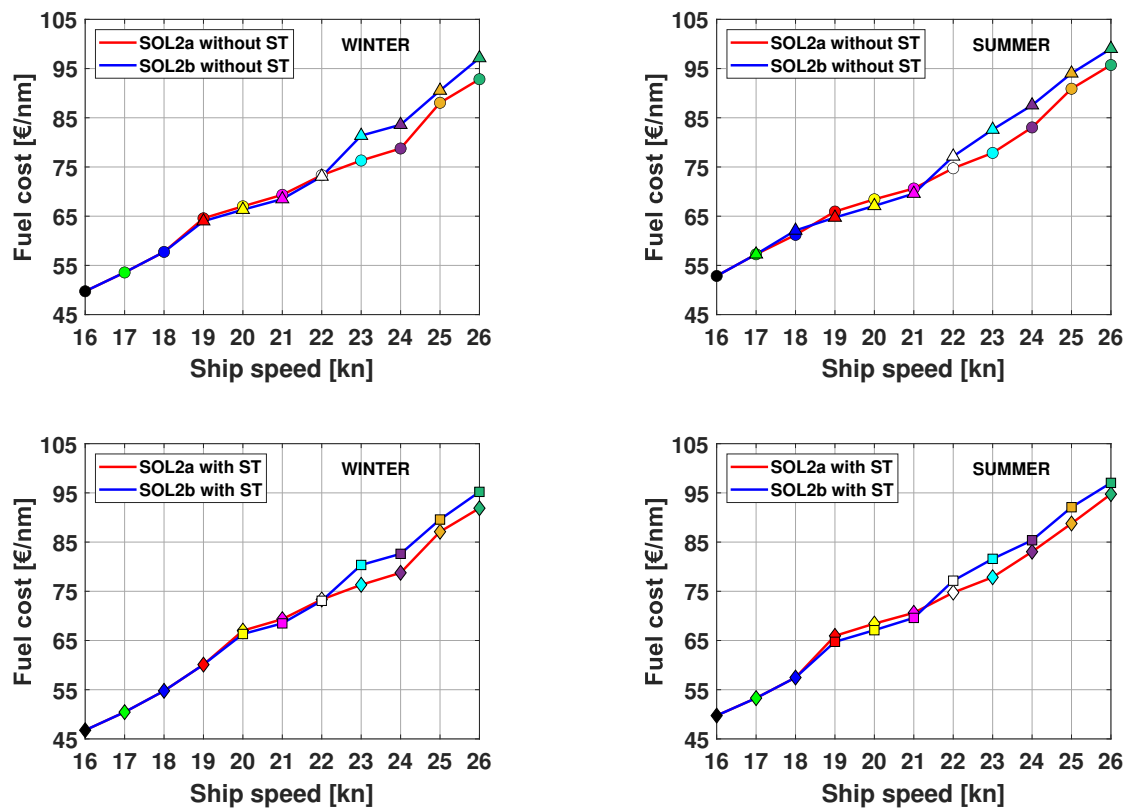 Fuel cost [€/nm]
105
95
85
75
65
55
45
SOL2a without ST
SOL2b without ST
WINTER
16 17 18 19 20 21 22 23 24 25 26
Ship speed [kn]
Fuel cost [€/nm]
105
95
85
75
65
55
45
SOL2a without ST
SOL2b without ST
SUMMER
16 17 18 19 20 21 22 23 24 25 26
Ship speed [kn]
Fuel cost [€/nm]
105
95
85
75
65
55
45
SOL2a with ST
SOL2b with ST
WINTER
16 17 18 19 20 21 22 23 24 25 26
Ship speed [kn]
Fuel cost [€/nm]
105
95
85
75
65
55
45
SOL2a with ST
SOL2b with ST
SUMMER
16 17 18 19 20 21 22 23 24 25 26
Ship speed [kn]